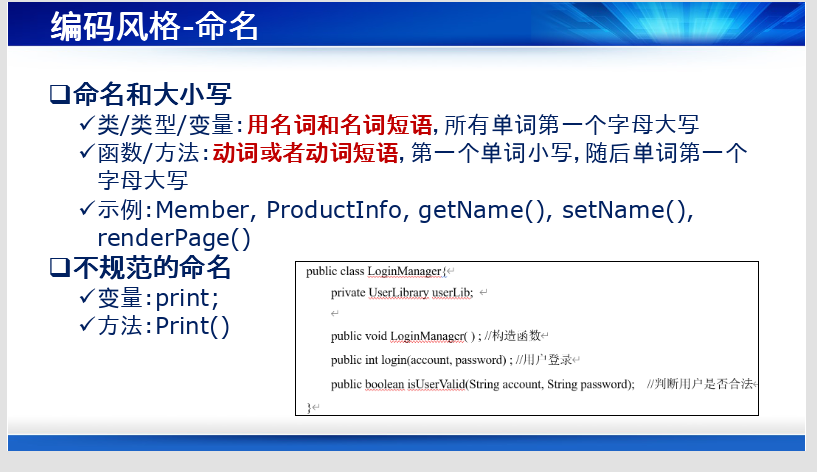 编码风格-命名
❑命名和大小写
✓类/类型/变量:用名词和名词短语,所有单词第一个字母大写
✓函数/方法:动词或者动词短语,第一个单词小写,随后单词第一个
字母大写
✓示例:Member, ProductInfo, getName(), setName(),
renderPage()
❑不规范的命名
✓变量:print;
✓方法:Print()
public class LoginManager{↵
private UserLibrary userLib; ↵
↵
public void LoginManager( ) ; //构造函数↵
public int login(account, password) ; //用户登录↵
public boolean isUserValid(String account, String password); //判断用户是否合法↵
}↵